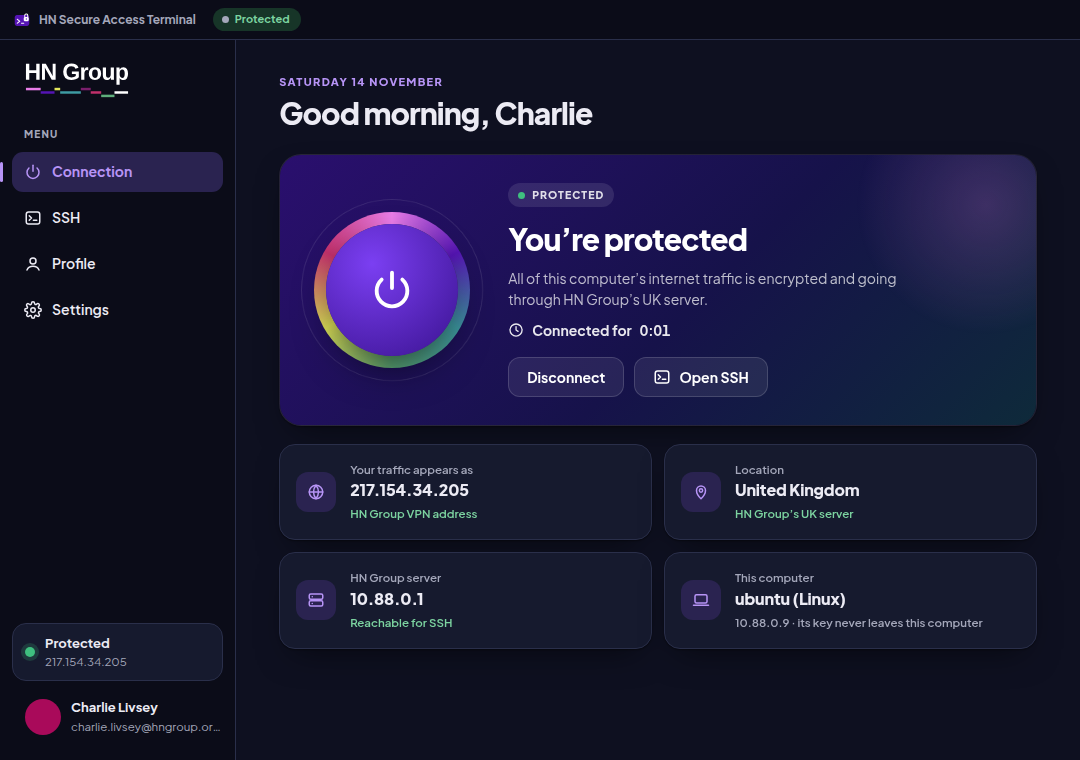 HN Secure Access Terminal
Protected
HN Group
MENU
Connection
SSH
Profile
Settings
Protected
217.154.34.205
Charlie Livsey
charlie.livsey@hngroup.or…
SATURDAY 14 NOVEMBER
Good morning, Charlie
PROTECTED
You’re protected
All of this computer’s internet traffic is encrypted and going
through HN Group’s UK server.
Connected for 0:01
Disconnect
Open SSH
Your traffic appears as
217.154.34.205
HN Group VPN address
Location
United Kingdom
HN Group’s UK server
HN Group server
10.88.0.1
Reachable for SSH
This computer
ubuntu (Linux)
10.88.0.9 · its key never leaves this computer